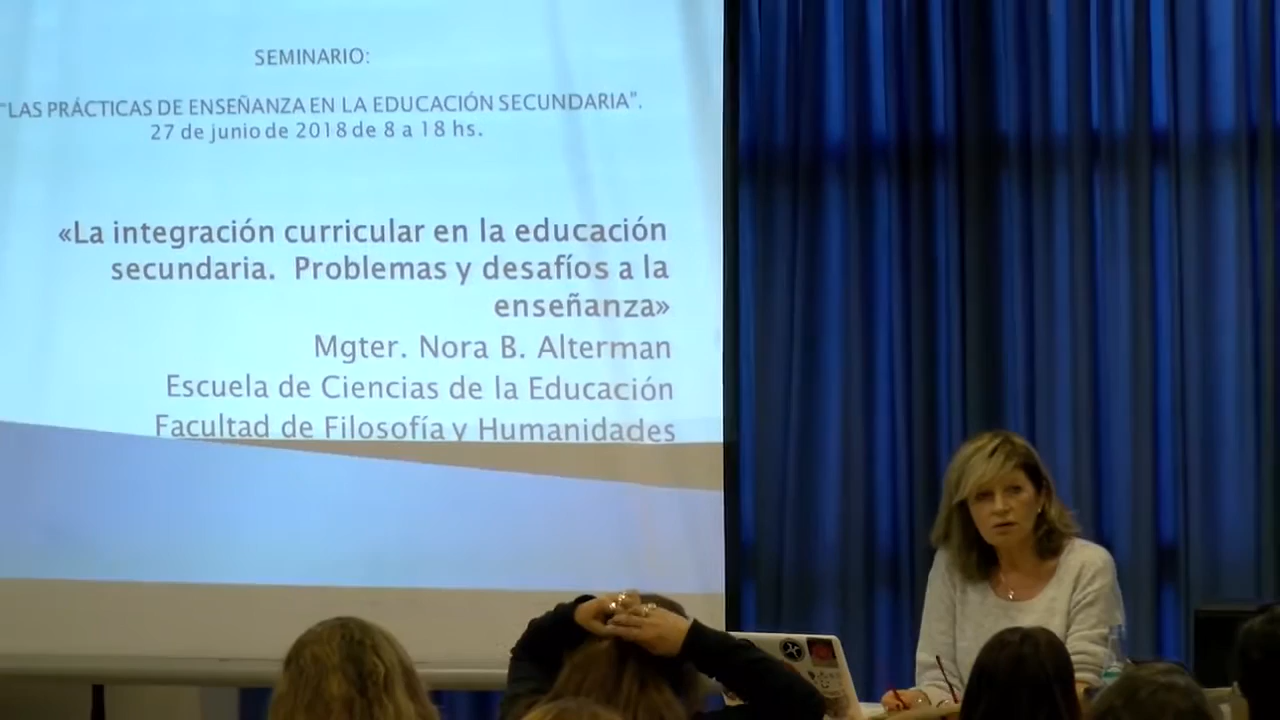 SEMINARIO:
“LAS PRÁCTICAS DE ENSEÑANZA EN LA EDUCACIÓN SECUNDARIA”.
27 de junio de 2018 de 8 a 18 hs.
«La integración curricular en la educación
secundaria. Problemas y desafíos a la
enseñanza»
Mgter. Nora B. Alterman
Escuela de Ciencias de la Educación
Facultad de Filosofía y Humanidades